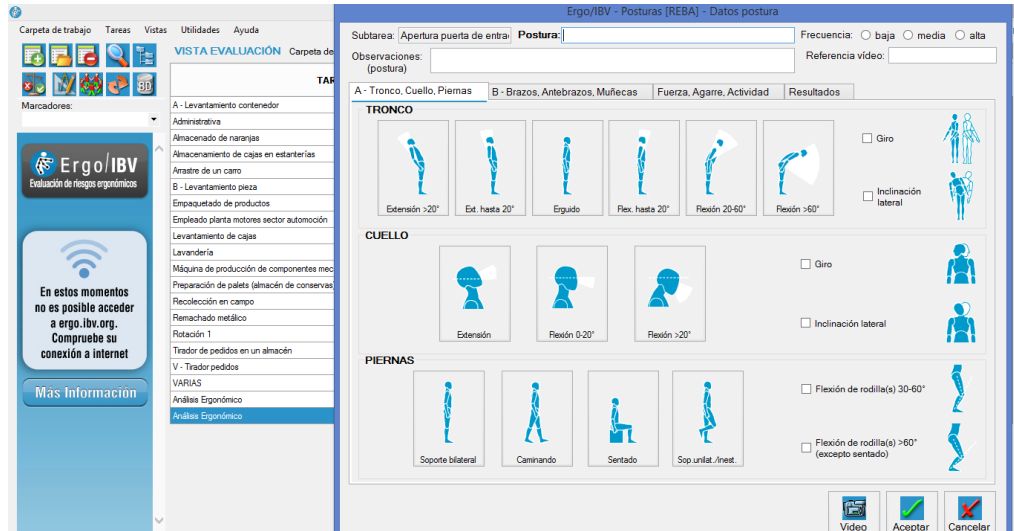 Ergo/IBV - Posturas [REBA] - Datos postura
Carpeta de trabajo Tareas Vistas Utilidades Ayuda
VISTA EVALUACIÓN Carpeta de
Marcadores:
Ergo/IBV
Evaluación de riesgos ergonómicos
En estos momentos
no es posible acceder
a ergo.ibv.org.
Compruebe su
conexión a internet
Más Información
TAR
A - Levantamiento contenedor
Administrativa
Almacenado de naranjas
Almacenamiento de cajas en estanterías
Arrastre de un carro
B - Levantamiento pieza
Empaquetado de productos
Empleado planta motores sector automoción
Levantamiento de cajas
Lavandería
Máquina de producción de componentes mec
Preparación de palets (almacén de conservas
Recolección en campo
Remachado metálico
Rotación 1
Tirador de pedidos en un almacén
V - Tirador pedidos
VARIAS
Análisis Ergonómico
Análisis Ergonómico
Subtarea: Apertura puerta de entra Postura: Frecuencia: baja media alta
Observaciones: Referencia vídeo:
(postura)
A - Tronco, Cuello, Piernas B - Brazos, Antebrazos, Muñecas Fuerza, Agarre, Actividad Resultados
TRONCO
Extensión >20° Ext. hasta 20° Erguido Flex. hasta 20° Flexión 20-60° Flexión >60°
Giro
Inclinación
lateral
CUELLO
Extensión Flexión 0-20° Flexión >20°
Giro
Inclinación lateral
PIERNAS
Soporte bilateral Caminando Sentado Sop.unilat./inest.
Flexión de rodilla(s) 30-60°
Flexión de rodilla(s) >60°
(excepto sentado)
Video Aceptar Cancelar